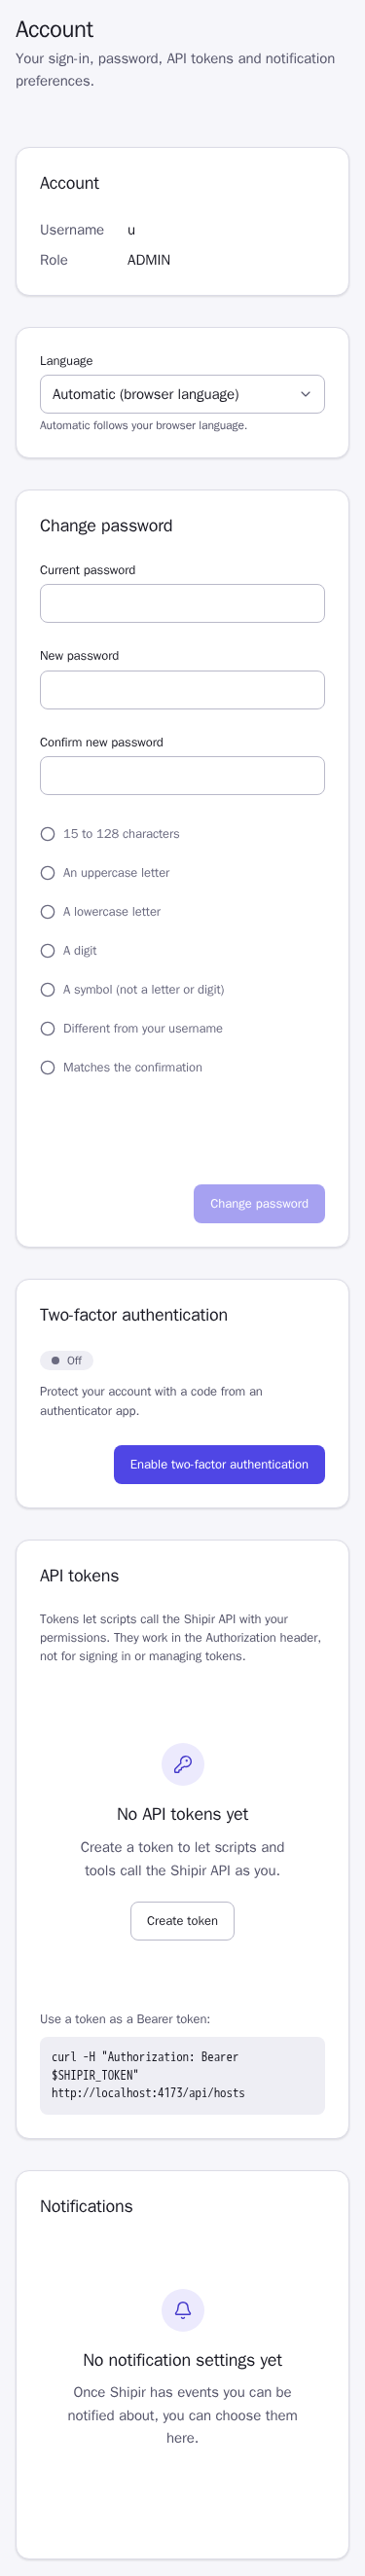 Account
Your sign-in, password, API tokens and notification
preferences.
Account
Username u
Role ADMIN
Language
Automatic (browser language)
Automatic follows your browser language.
Change password
Current password
New password
Confirm new password
15 to 128 characters
An uppercase letter
A lowercase letter
A digit
A symbol (not a letter or digit)
Different from your username
Matches the confirmation
Change password
Two-factor authentication
Off
Protect your account with a code from an
authenticator app.
Enable two-factor authentication
API tokens
Tokens let scripts call the Shipir API with your
permissions. They work in the Authorization header,
not for signing in or managing tokens.
No API tokens yet
Create a token to let scripts and
tools call the Shipir API as you.
Create token
Use a token as a Bearer token:
curl -H "Authorization: Bearer
$SHIPIR_TOKEN"
http://localhost:4173/api/hosts
Notifications
No notification settings yet
Once Shipir has events you can be
notified about, you can choose them
here.